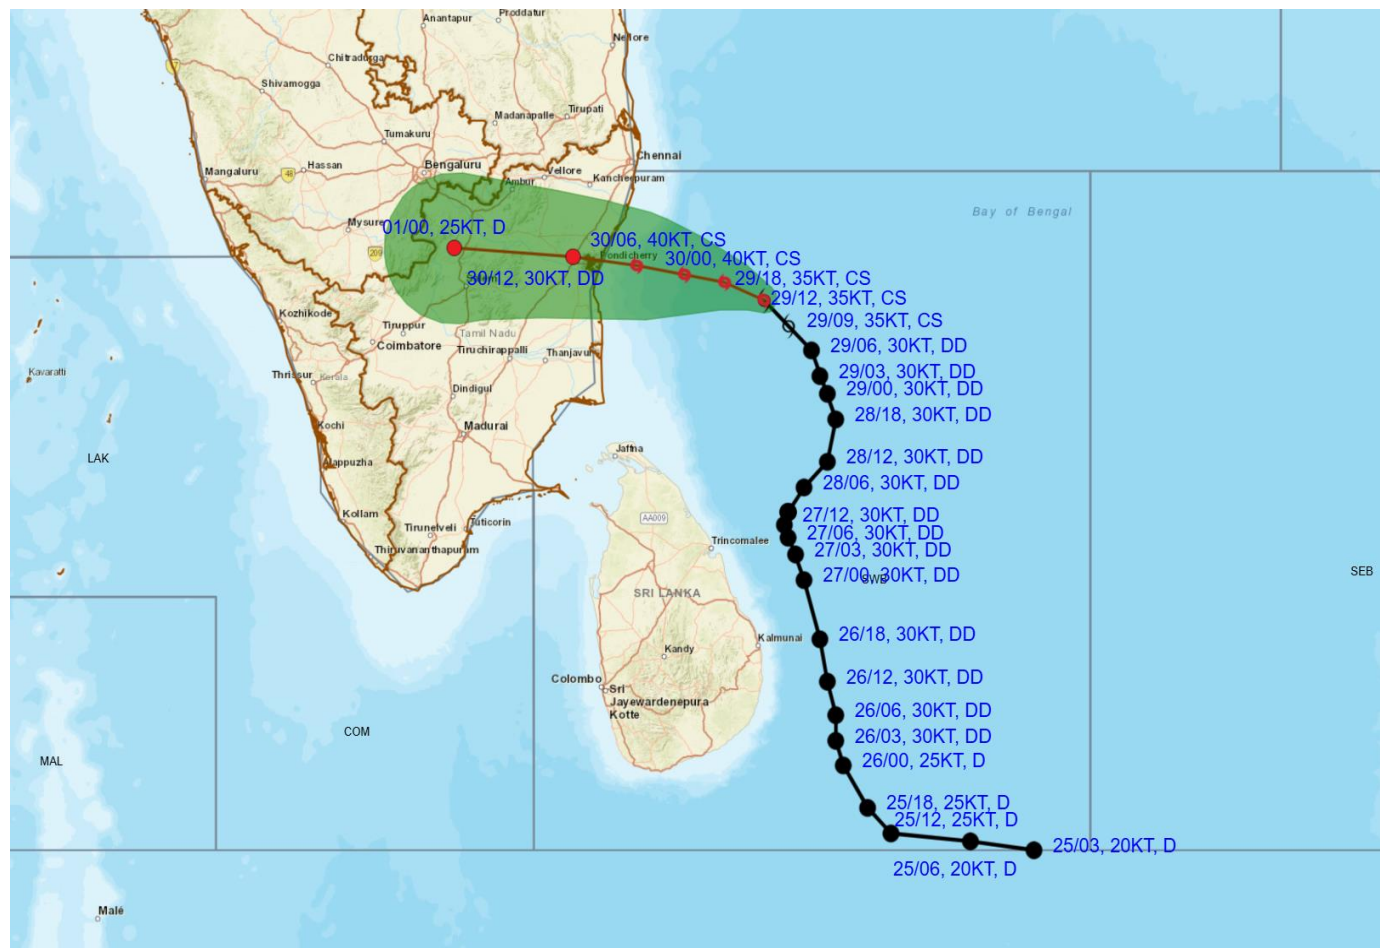 Anantapur
Proddatur
Nellore
Chitradurga
Shivamogga
Madanapalle
Tirupati
Tumakuru
Chennai
Hassan
Bengaluru
Mangaluru
48
Vellore
Ambur
Kancheepuram
Bay of Bengal
Mysuru
01/00, 25KT, D
30/06, 40KT, CS
209
Pondicherry
30/00, 40KT, CS
30/12, 30KT, DD
Salem
29/18, 35KT, CS
29/12, 35KT, CS
Kozhikode
29/09, 35KT, CS
Tiruppur
Tamil Nadu
Coimbatore
29/06, 30KT, DD
Tiruchirappalli
Thanjavur
Kavaratti
Thrissur
Kerala
29/03, 30KT, DD
Dindigul
29/00, 30KT, DD
28/18, 30KT, DD
Kochi
Madurai
Jaffna
LAK
Alappuzha
28/12, 30KT, DD
28/06, 30KT, DD
Kollam
27/12, 30KT, DD
AA009
Tuticorin
Tirunelveli
27/06, 30KT, DD
Trincomalee
Thiruvananthapuram
27/03, 30KT, DD
SEB
27/00, 30KT, DD
SWB
SRI LANKA
26/18, 30KT, DD
Kalmunai
Kandy
Colombo
26/12, 30KT, DD
Sri
Jayewardenepura
Kotte
26/06, 30KT, DD
COM
26/03, 30KT, DD
MAL
26/00, 25KT, D
25/18, 25KT, D
25/12, 25KT, D
25/03, 20KT, D
25/06, 20KT, D
Malé